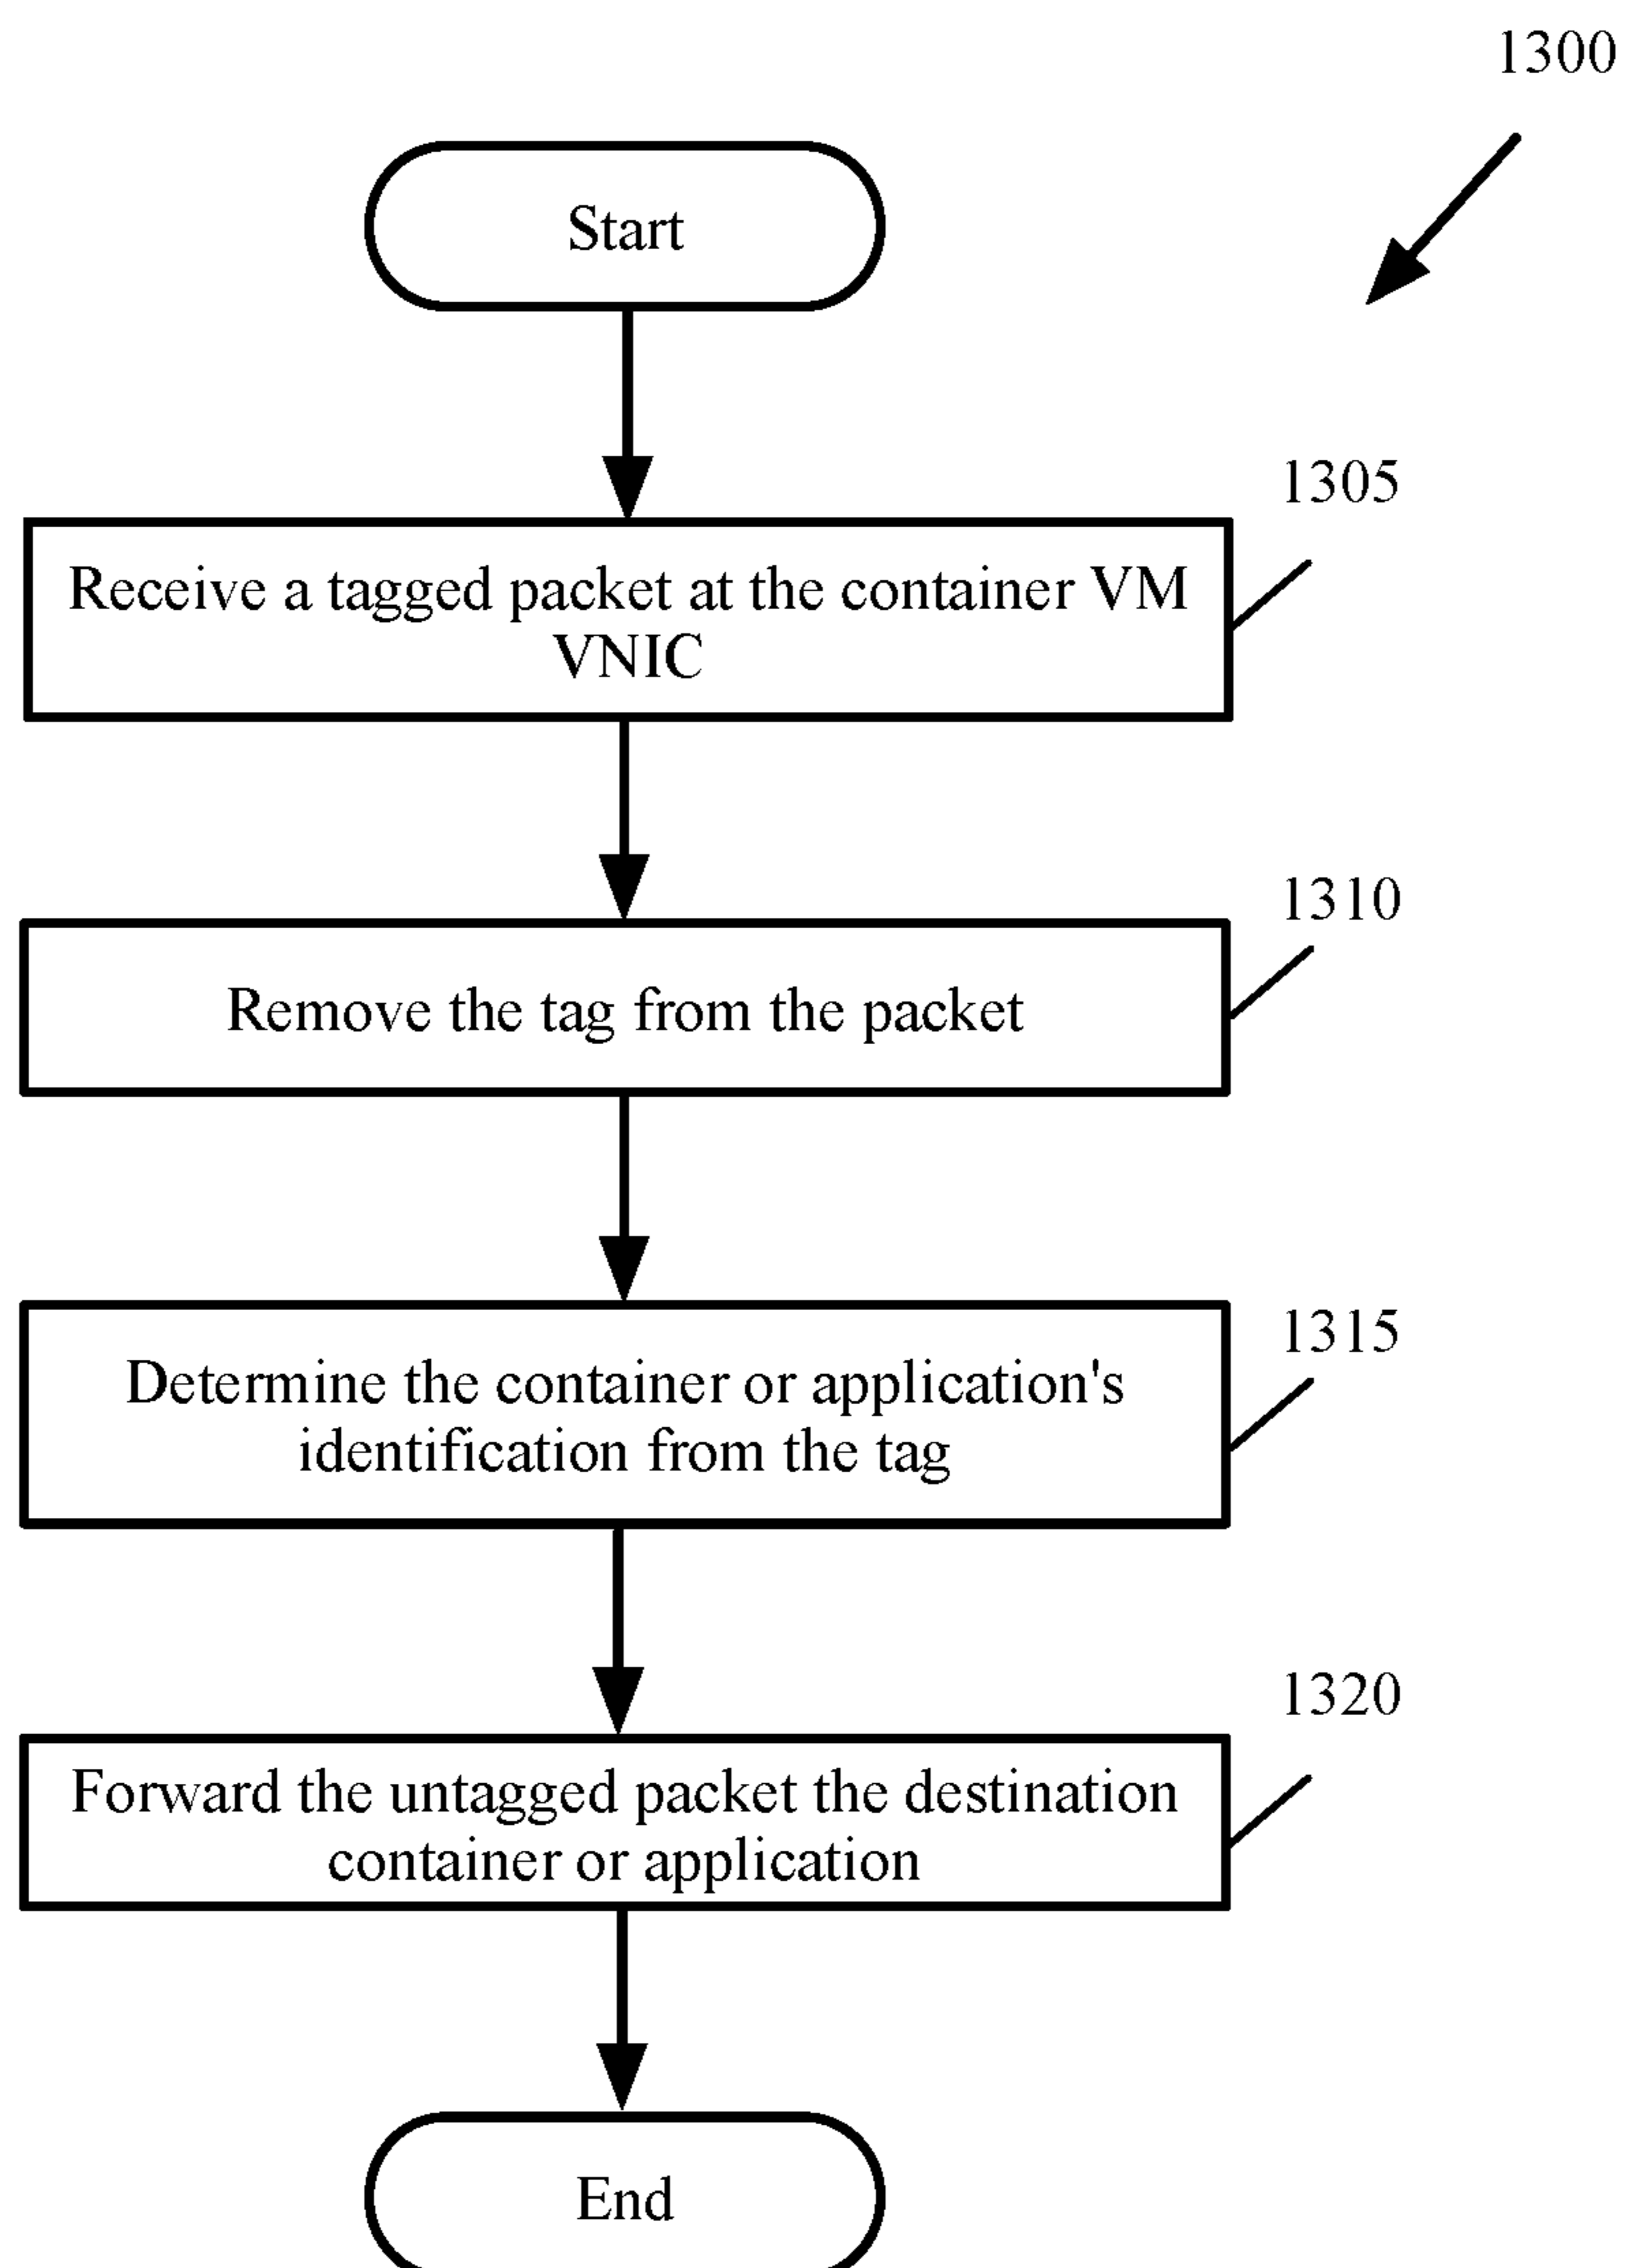 1300
Start
1305
Receive a tagged packet at the container VM
VNIC
1310
Remove the tag from the packet
1315
Determine the container or application's
identification from the tag
1320
Forward the untagged packet the destination
container or application
End